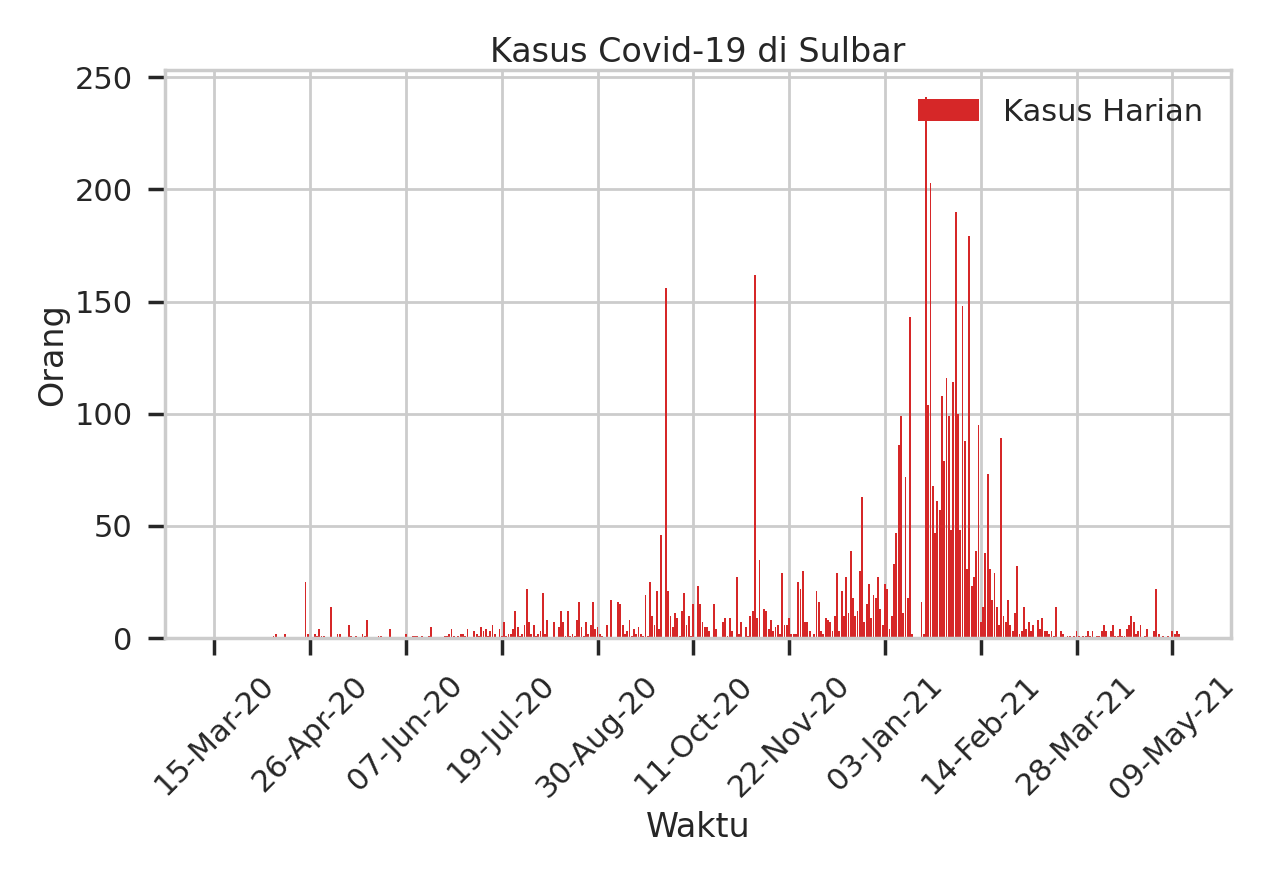 Kasus Covid-19 di Sulbar
Kasus Harian
250
200
150
100
50
0
Orang
15-Mar-20
26-Apr-20
07-Jun-20
19-Jul-20
30-Aug-20
11-Oct-20
22-Nov-20
03-Jan-21
14-Feb-21
28-Mar-21
09-May-21
Waktu